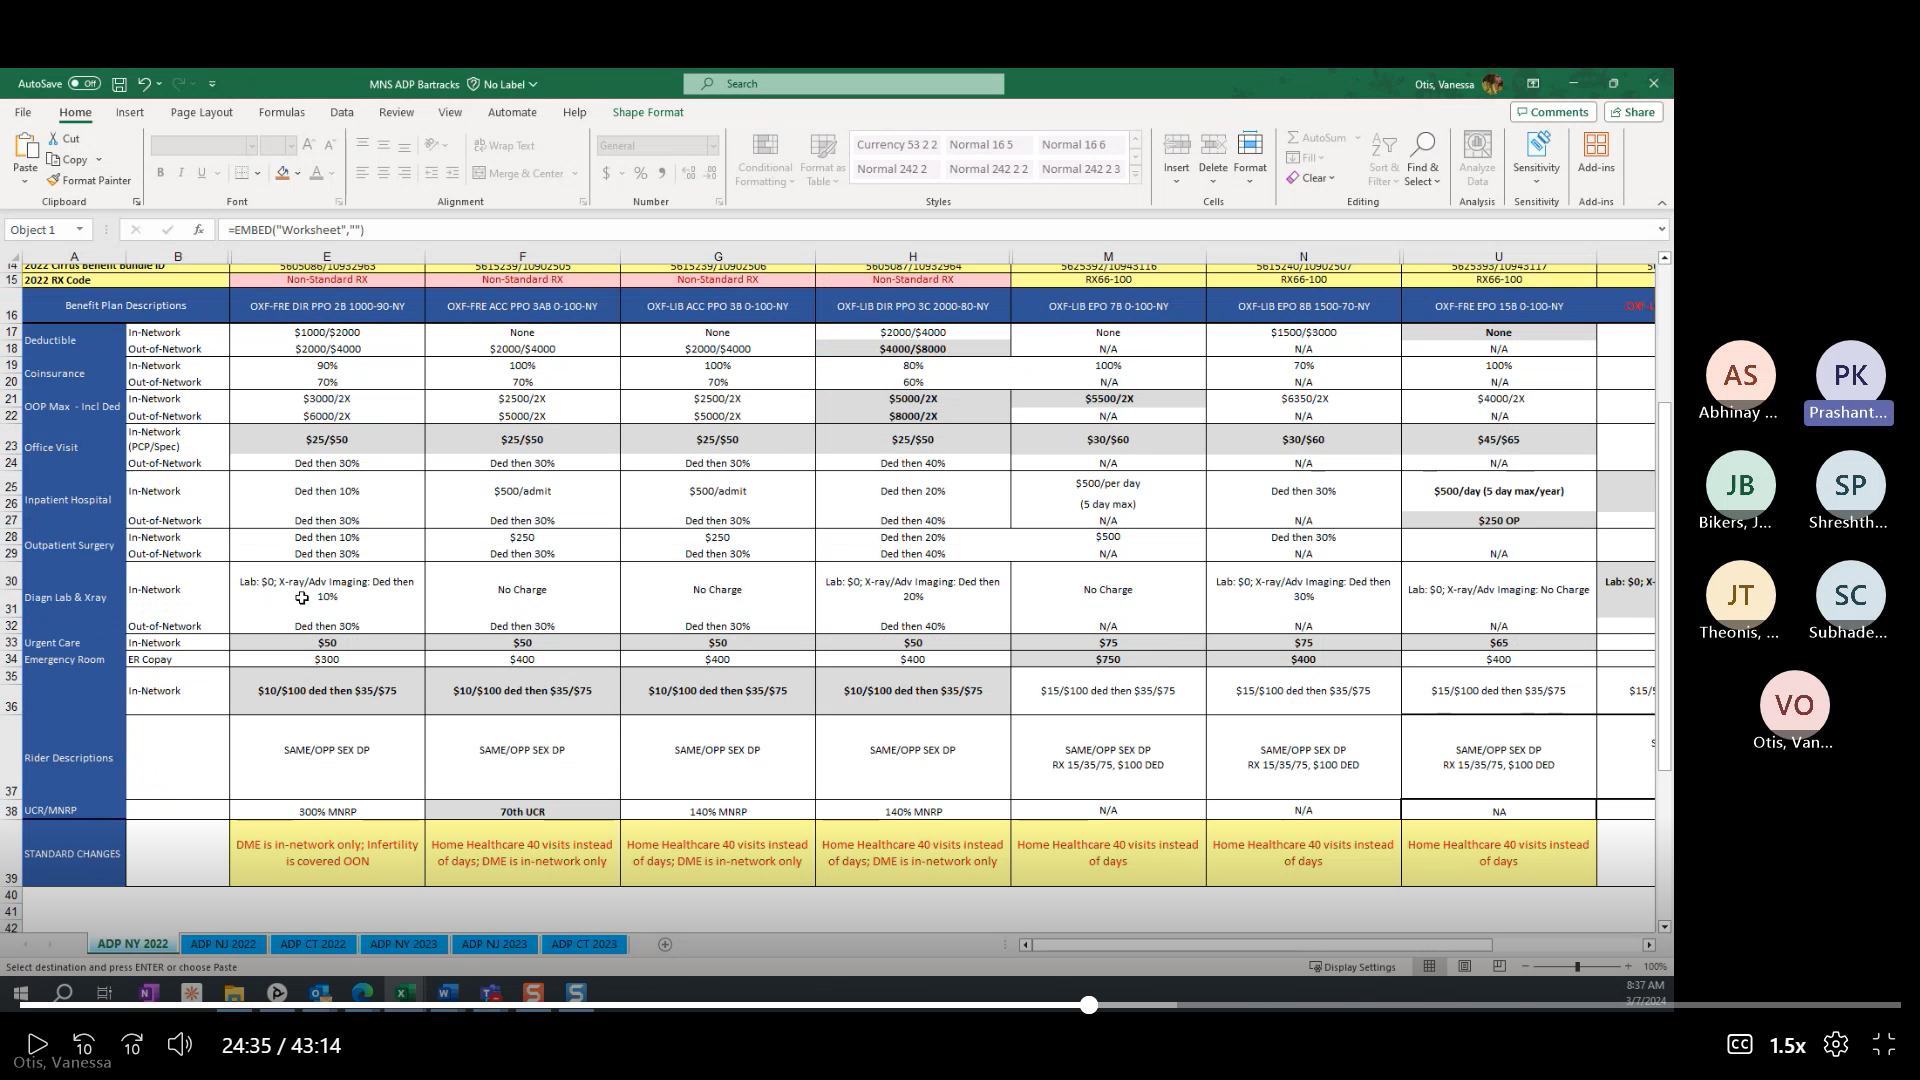 AutoSave Off
MNS ADP Bartracks No Label
Search
Otis, Vanessa
File Home Insert Page Layout Formulas Data Review View Automate Help Shape Format
Comments Share
Paste
Cut
Copy
Format Painter
Clipboard
Font
Wrap Text
Merge & Center
Alignment
General
Number
Conditional Formatting
Format as Table
Currency 53 2 2 Normal 16 5 Normal 16 6
Normal 242 2 Normal 242 2 2 Normal 242 2 3
Styles
Insert Delete Format
Cells
AutoSum
Fill
Clear
Sort & Filter
Find & Select
Editing
Analyze Data
Analysis
Sensitivity
Sensitivity
Add-ins
Add-ins
Object 1 fx =EMBED("Worksheet","")
A B E F G H M N U
14 2022 Cirrus Benefit Bundle ID 5605086/10932963 5615239/10902505 5615239/10902506 5605087/10932964 5625392/10943116 5615240/10902507 5625393/10943117
15 2022 RX Code Non-Standard RX Non-Standard RX Non-Standard RX Non-Standard RX RX66-100 RX66-100 RX66-100
16 Benefit Plan Descriptions OXF-FRE DIR PPO 2B 1000-90-NY OXF-FRE ACC PPO 3AB 0-100-NY OXF-LIB ACC PPO 3B 0-100-NY OXF-LIB DIR PPO 3C 2000-80-NY OXF-LIB EPO 7B 0-100-NY OXF-LIB EPO 8B 1500-70-NY OXF-FRE EPO 15B 0-100-NY
17 Deductible In-Network $1000/$2000 None None $2000/$4000 None $1500/$3000 None
18 Out-of-Network $2000/$4000 $2000/$4000 $2000/$4000 $4000/$8000 N/A N/A N/A
19 Coinsurance In-Network 90% 100% 100% 80% 100% 70% 100%
20 Out-of-Network 70% 70% 70% 60% N/A N/A N/A
21 OOP Max - Incl Ded In-Network $3000/2X $2500/2X $2500/2X $5000/2X $5500/2X $6350/2X $4000/2X
22 Out-of-Network $6000/2X $5000/2X $5000/2X $8000/2X N/A N/A N/A
23 Office Visit In-Network (PCP/Spec) $25/$50 $25/$50 $25/$50 $25/$50 $30/$60 $30/$60 $45/$65
24 Out-of-Network Ded then 30% Ded then 30% Ded then 30% Ded then 40% N/A N/A N/A
25 26 Inpatient Hospital In-Network Ded then 10% $500/admit $500/admit Ded then 20% $500/per day (5 day max) Ded then 30% $500/day (5 day max/year)
27 Out-of-Network Ded then 30% Ded then 30% Ded then 30% Ded then 40% N/A N/A $250 OP
28 Outpatient Surgery In-Network Ded then 10% $250 $250 Ded then 20% $500 Ded then 30%
29 Out-of-Network Ded then 30% Ded then 30% Ded then 30% Ded then 40% N/A N/A N/A
30 31 Diagn Lab & Xray In-Network Lab: $0; X-ray/Adv Imaging: Ded then 10% No Charge No Charge Lab: $0; X-ray/Adv Imaging: Ded then 20% No Charge Lab: $0; X-ray/Adv Imaging: Ded then 30% Lab: $0; X-ray/Adv Imaging: No Charge Lab: $0; X-
32 Out-of-Network Ded then 30% Ded then 30% Ded then 30% Ded then 40% N/A N/A N/A
33 Urgent Care In-Network $50 $50 $50 $50 $75 $75 $65
34 Emergency Room ER Copay $300 $400 $400 $400 $750 $400 $400
35 36 In-Network $10/$100 ded then $35/$75 $10/$100 ded then $35/$75 $10/$100 ded then $35/$75 $10/$100 ded then $35/$75 $15/$100 ded then $35/$75 $15/$100 ded then $35/$75 $15/$100 ded then $35/$75
37 Rider Descriptions SAME/OPP SEX DP SAME/OPP SEX DP SAME/OPP SEX DP SAME/OPP SEX DP SAME/OPP SEX DP RX 15/35/75, $100 DED SAME/OPP SEX DP RX 15/35/75, $100 DED SAME/OPP SEX DP RX 15/35/75, $100 DED
38 UCR/MNRP 300% MNRP 70th UCR 140% MNRP 140% MNRP N/A N/A NA
39 STANDARD CHANGES DME is in-network only; Infertility is covered OON Home Healthcare 40 visits instead of days; DME is in-network only Home Healthcare 40 visits instead of days; DME is in-network only Home Healthcare 40 visits instead of days; DME is in-network only Home Healthcare 40 visits instead of days Home Healthcare 40 visits instead of days Home Healthcare 40 visits instead of days
40
41
42
ADP NY 2022 ADP NJ 2022 ADP CT 2022 ADP NY 2023 ADP NJ 2023 ADP CT 2023
Select destination and press ENTER or choose Paste
Display Settings 100%
8:37 AM
3/7/2024
AS PK
Abhinay ... Prashant...
JB SP
Bikers, J... Shreshth...
JT SC
Theonis, ... Subhade...
VO
Otis, Van...
10 10 24:35 / 43:14
CC 1.5x
Otis, Vanessa